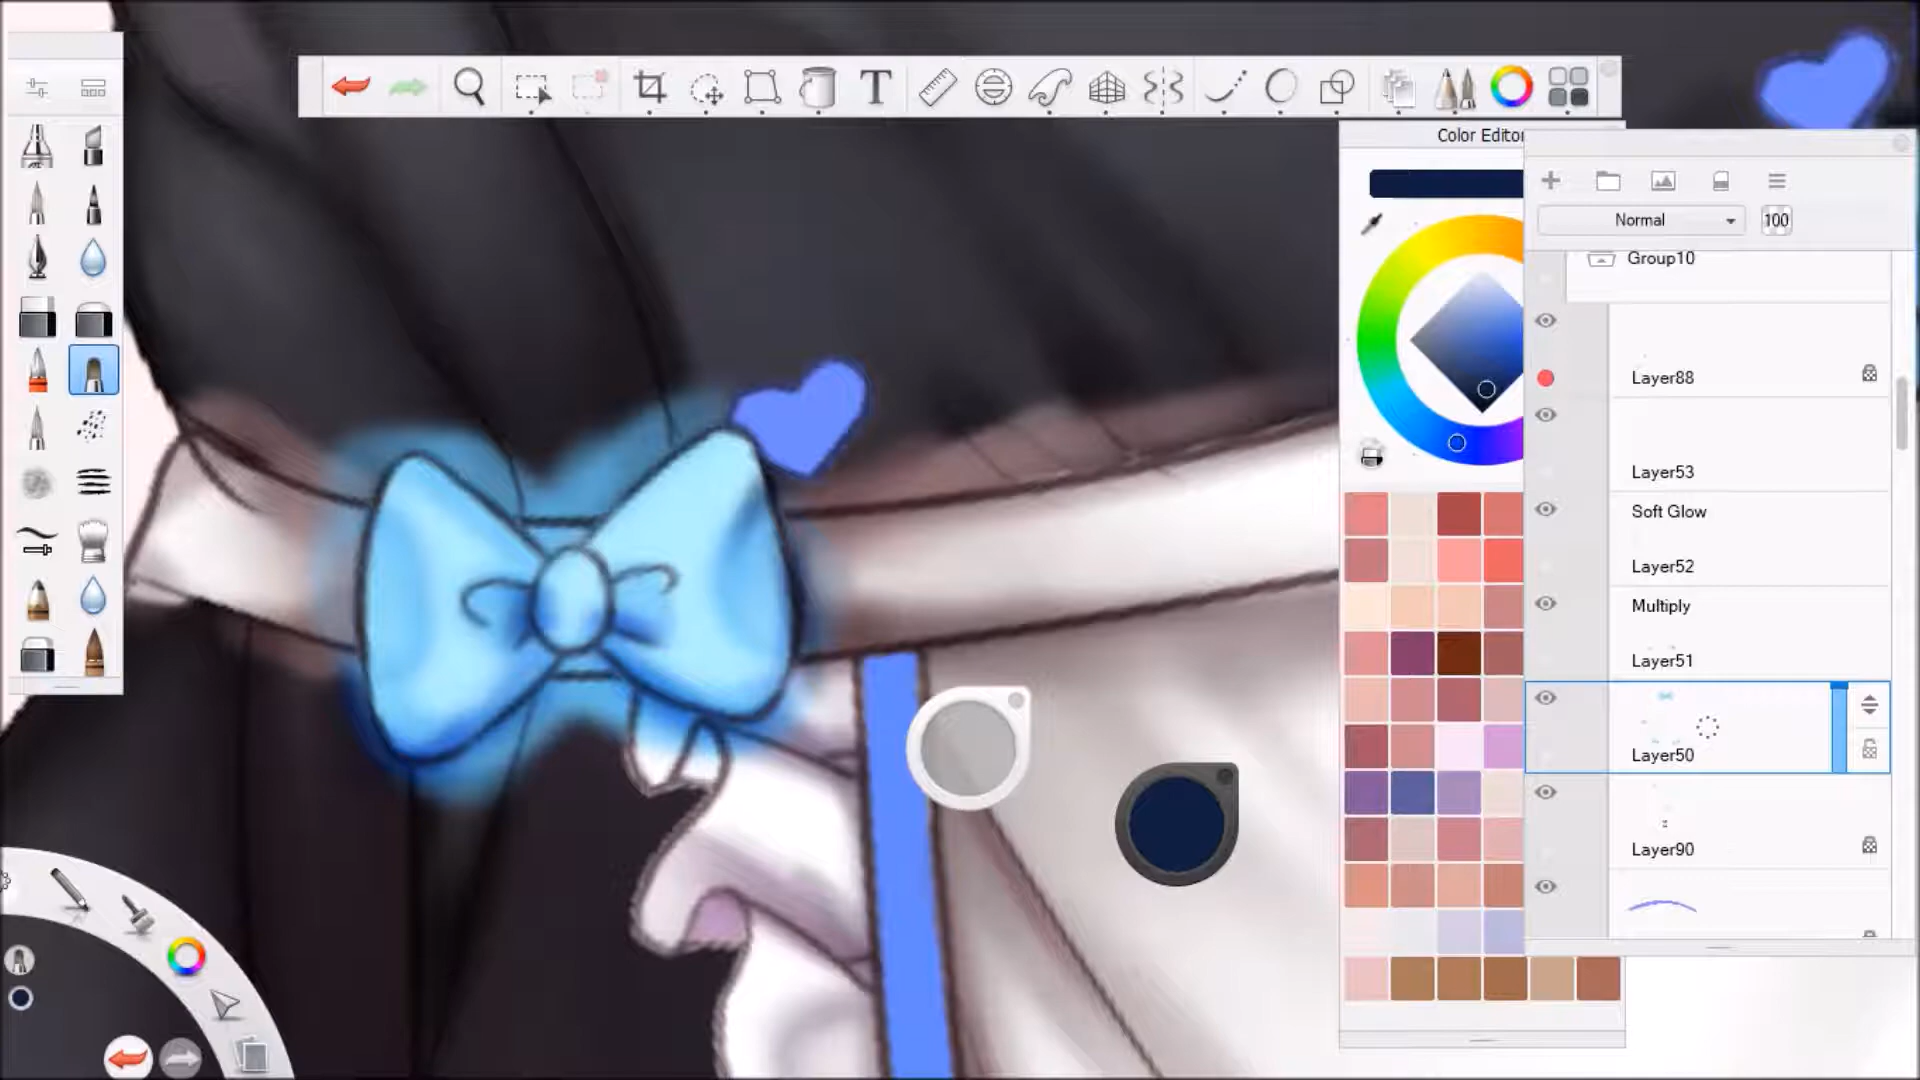 T
Color Editor
Normal
100
Group10
Layer88
Layer53
Soft Glow
Layer52
Multiply
Layer51
Layer50
Layer90